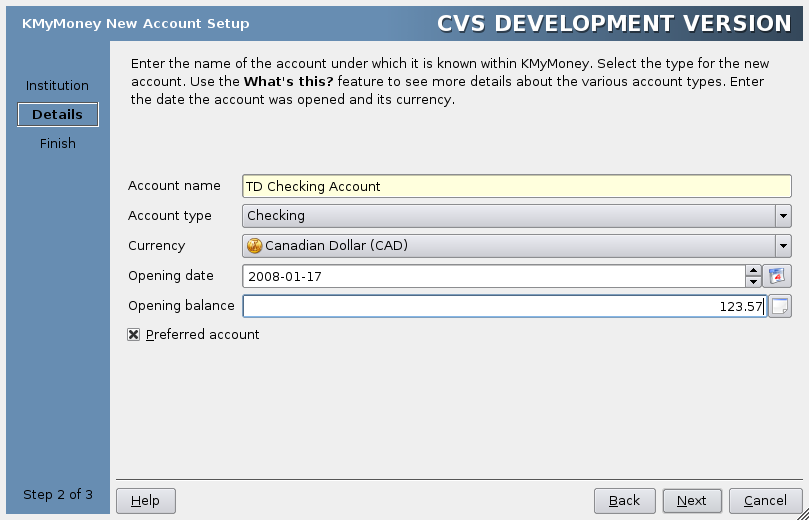 KMyMoney New Account Setup
CVS DEVELOPMENT VERSION
Institution
Details
Finish
Enter the name of the account under which it is known within KMyMoney. Select the type for the new
account. Use the What's this? feature to see more details about the various account types. Enter
the date the account was opened and its currency.
Account name TD Checking Account
Account type Checking
Currency Canadian Dollar (CAD)
Opening date 2008-01-17
Opening balance 123.57
Preferred account
Step 2 of 3
Help Back Next Cancel